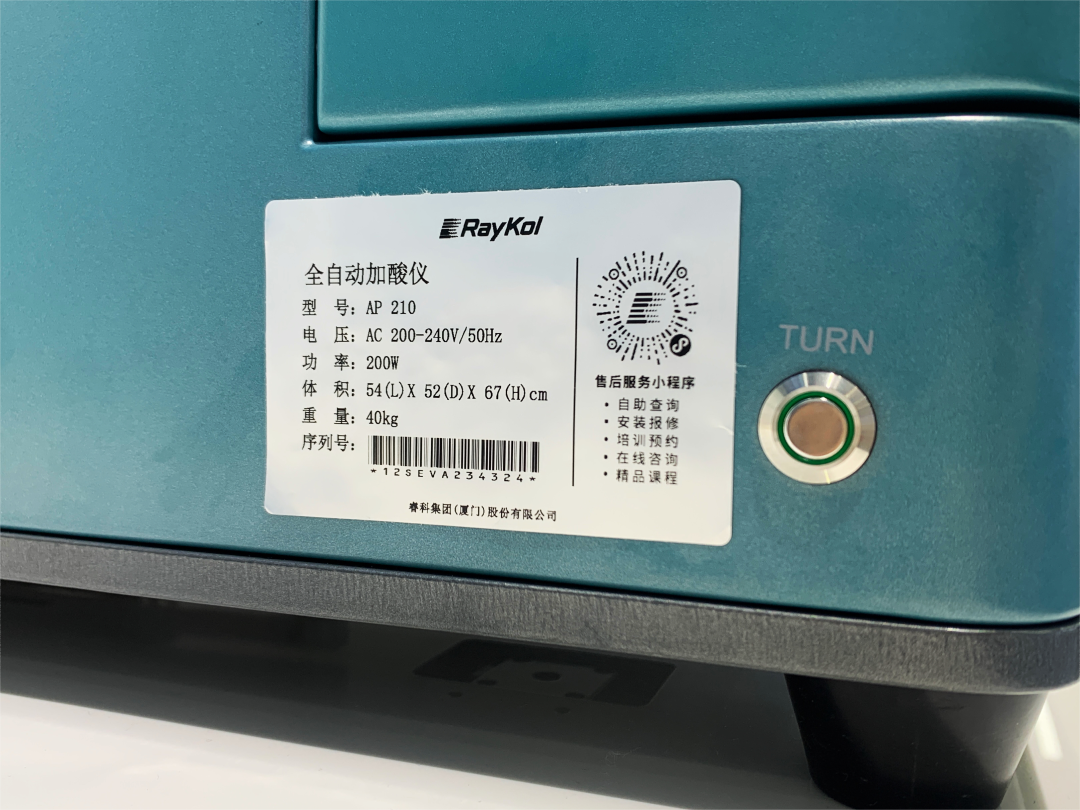 RayKol
全自动加酸仪
型 号：AP 210
电 压：AC 200-240V/50Hz
功 率：200W
体 积：54(L)X 52(D)X 67(H)cm
重 量：40kg
序列号：
*12SEVA234324*
售后服务小程序
· 自助查询
· 安装报修
· 培训预约
· 在线咨询
· 精品课程
睿科集团(厦门)股份有限公司
TURN